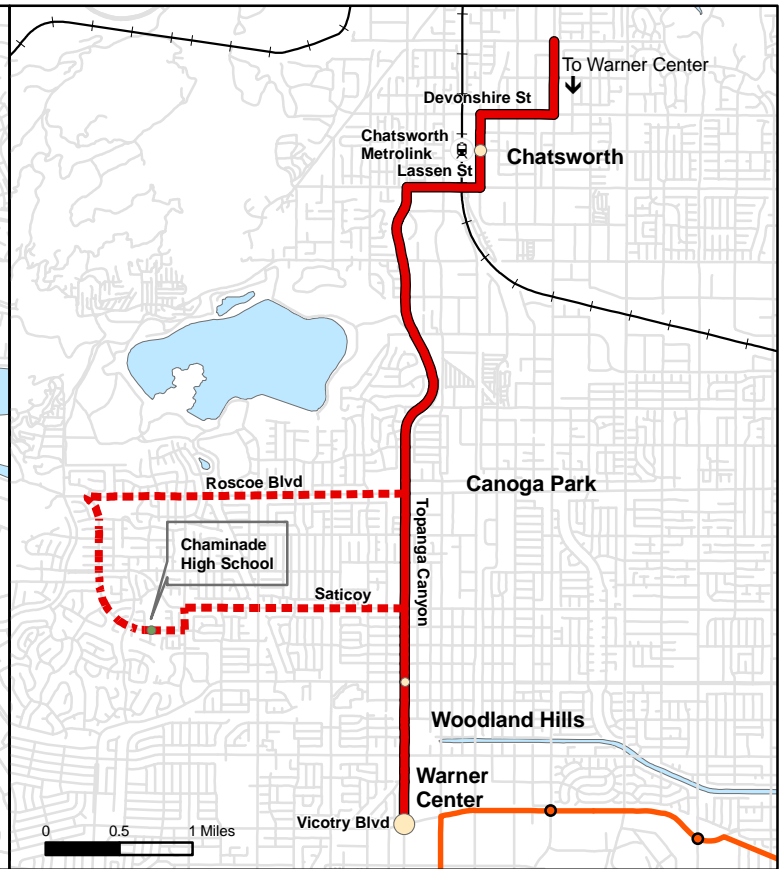 To Warner Center
Devonshire St
Chatsworth
Metrolink
Chatsworth
Lassen St
Roscoe Blvd
Canoga Park
Topanga Canyon
Chaminade
High School
Saticoy
Woodland Hills
Warner
Center
Vicotry Blvd
0 0.5 1 Miles